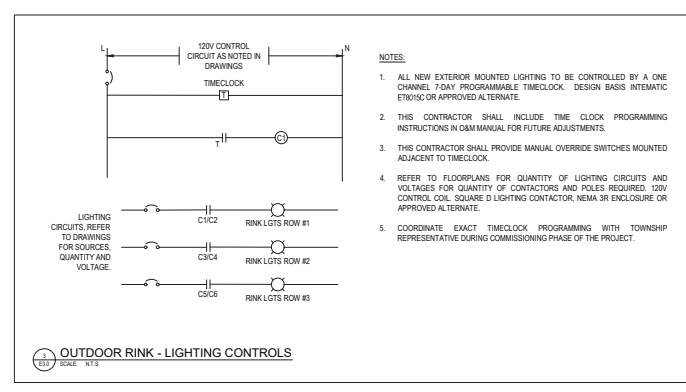 L
120V CONTROL
CIRCUIT AS NOTED IN
DRAWINGS
N
TIMECLOCK
T
T
C1
LIGHTING
CIRCUITS, REFER
TO DRAWINGS
FOR SOURCES,
QUANTITY AND
VOLTAGE.
C1/C2
RINK LGTS ROW #1
C3/C4
RINK LGTS ROW #2
C5/C6
RINK LGTS ROW #3
NOTES:
1. ALL NEW EXTERIOR MOUNTED LIGHTING TO BE CONTROLLED BY A ONE
CHANNEL 7-DAY PROGRAMMABLE TIMECLOCK. DESIGN BASIS INTEMATIC
ET8015C OR APPROVED ALTERNATE.
2. THIS CONTRACTOR SHALL INCLUDE TIME CLOCK PROGRAMMING
INSTRUCTIONS IN O&M MANUAL FOR FUTURE ADJUSTMENTS.
3. THIS CONTRACTOR SHALL PROVIDE MANUAL OVERRIDE SWITCHES MOUNTED
ADJACENT TO TIMECLOCK.
4. REFER TO FLOORPLANS FOR QUANTITY OF LIGHTING CIRCUITS AND
VOLTAGES FOR QUANTITY OF CONTACTORS AND POLES REQUIRED. 120V
CONTROL COIL. SQUARE D LIGHTING CONTACTOR, NEMA 3R ENCLOSURE OR
APPROVED ALTERNATE.
5. COORDINATE EXACT TIMECLOCK PROGRAMMING WITH TOWNSHIP
REPRESENTATIVE DURING COMMISSIONING PHASE OF THE PROJECT.
3
E3.0
OUTDOOR RINK - LIGHTING CONTROLS
SCALE: N.T.S.